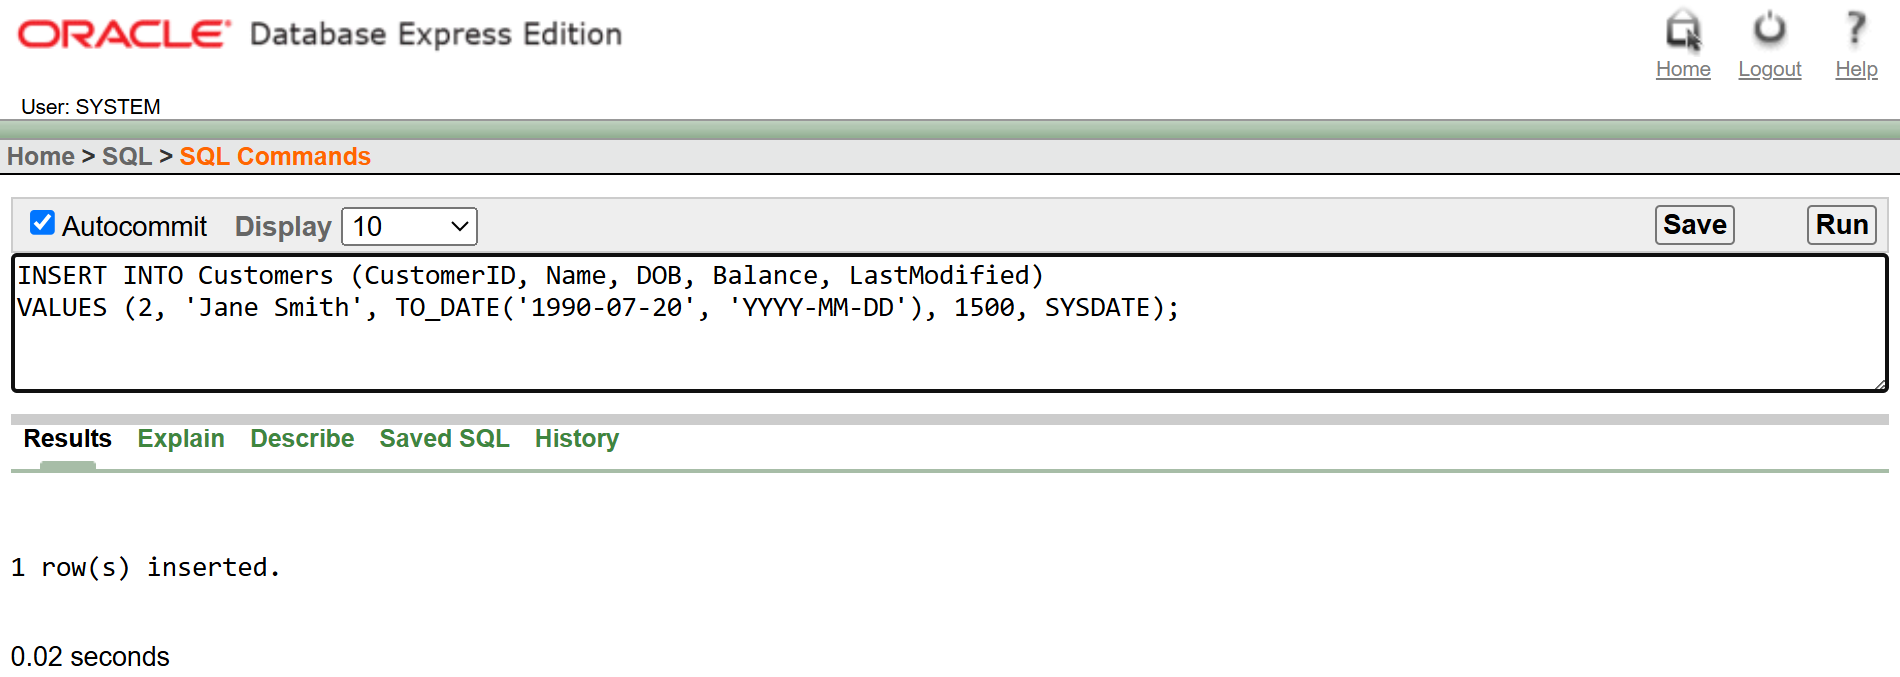 ORACLE Database Express Edition
Home Logout Help
User: SYSTEM
Home > SQL > SQL Commands
Autocommit Display 10 Save Run
INSERT INTO Customers (CustomerID, Name, DOB, Balance, LastModified)
VALUES (2, 'Jane Smith', TO_DATE('1990-07-20', 'YYYY-MM-DD'), 1500, SYSDATE);
Results Explain Describe Saved SQL History
1 row(s) inserted.
0.02 seconds